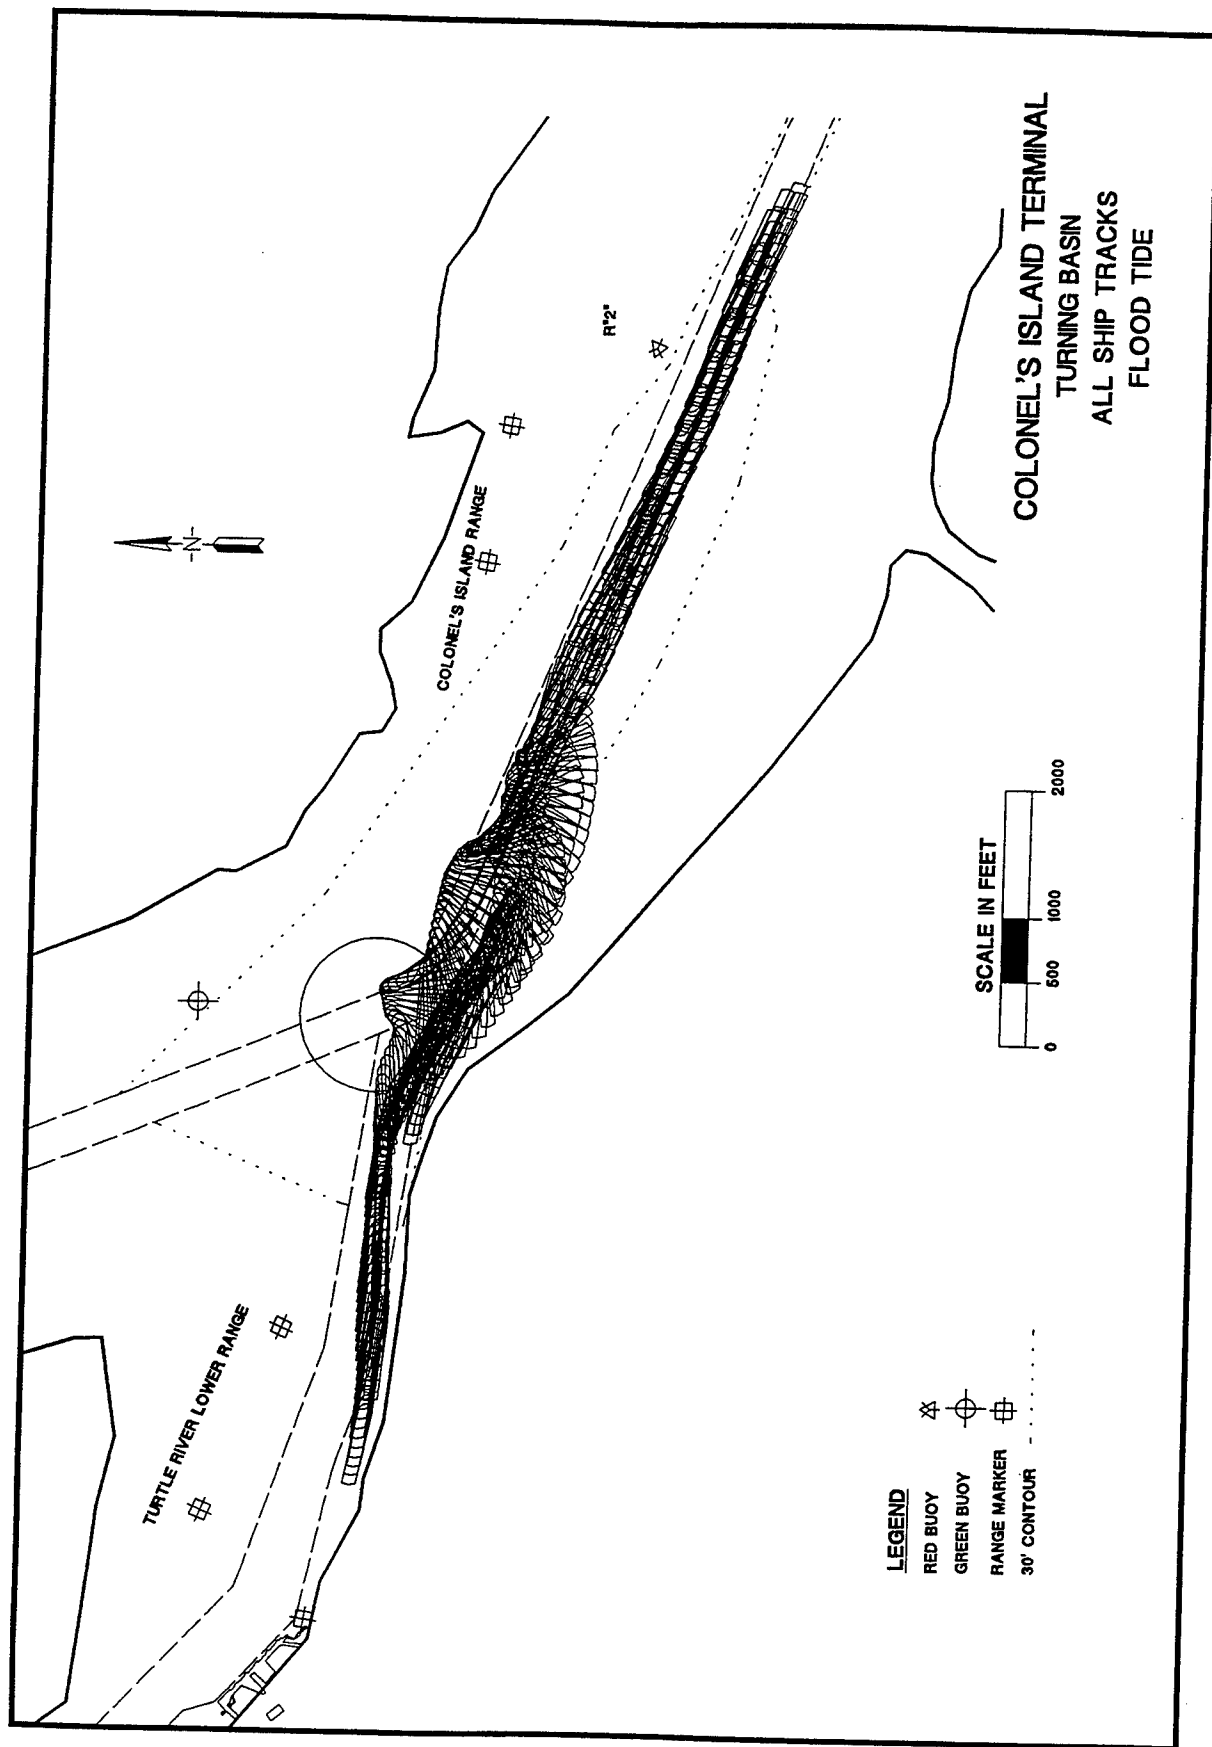 COLONEL'S ISLAND TERMINAL
TURNING BASIN
ALL SHIP TRACKS
FLOOD TIDE
R"2"
-N-
COLONEL'S ISLAND RANGE
TURTLE RIVER LOWER RANGE
SCALE IN FEET
0 500 1000 2000
LEGEND
RED BUOY
GREEN BUOY
RANGE MARKER
30' CONTOUR